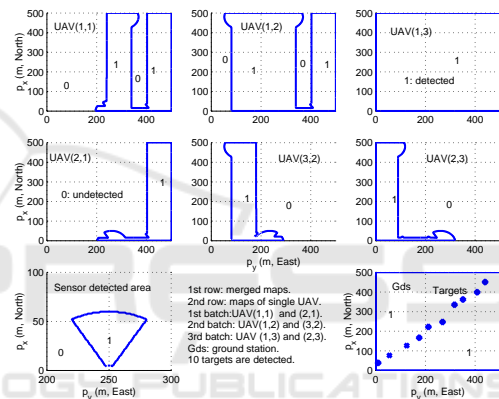 UAV(1,1)
0
1
0
1
p_x (m, North)
500
400
300
200
100
0
0 200 400
UAV(1,2)
0
1
0
1
500
400
300
200
100
0
0 200 400
UAV(1,3)
1
1: detected
500
400
300
200
100
0
0 200 400
UAV(2,1)
0: undetected
1
p_x (m, North)
500
400
300
200
100
0
0 200 400
UAV(3,2)
1
0
500
400
300
200
100
0
0 200 400
p_y (m, East)
UAV(2,3)
1
0
500
400
300
200
100
0
0 200 400
Sensor detected area
0
1
p_x (m, North)
100
50
0
200 250 300
p_y (m, East)
1st row: merged maps.
2nd row: maps of single UAV.
1st batch:UAV(1,1) and (2,1).
2nd batch: UAV(1,2) and (3,2).
3rd batch: UAV (1,3) and (2,3).
Gds: ground station.
10 targets are detected.
Gds Targets
1
1
p_x (m, North)
500
400
300
200
100
0
0 200 400
p_y (m, East)
OGY PUBLICATIONS